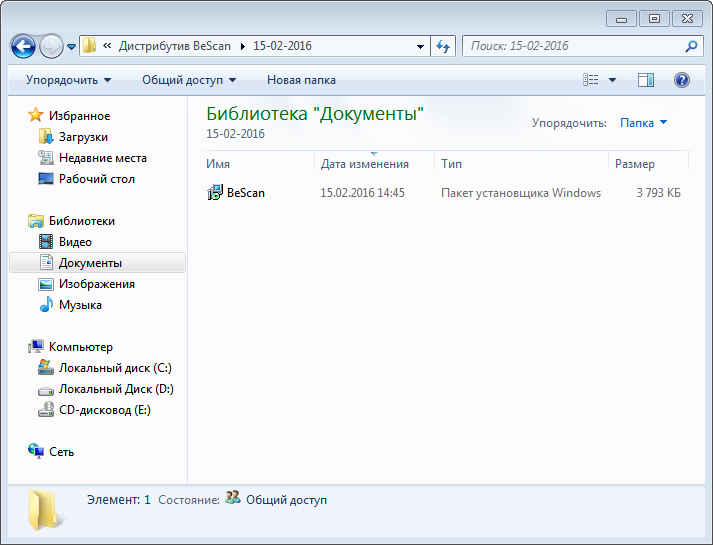 « Дистрибутив BeScan 15-02-2016
Поиск: 15-02-2016
Упорядочить Общий доступ Новая папка
Избранное
Загрузки
Недавние места
Рабочий стол
Библиотеки
Видео
Документы
Изображения
Музыка
Компьютер
Локальный диск (C:)
Локальный Диск (D:)
CD-дисковод (E:)
Сеть
Библиотека "Документы"
15-02-2016
Упорядочить: Папка
Имя Дата изменения Тип Размер
BeScan 15.02.2016 14:45 Пакет установщика Windows 3 793 КБ
Элемент: 1 Состояние: Общий доступ